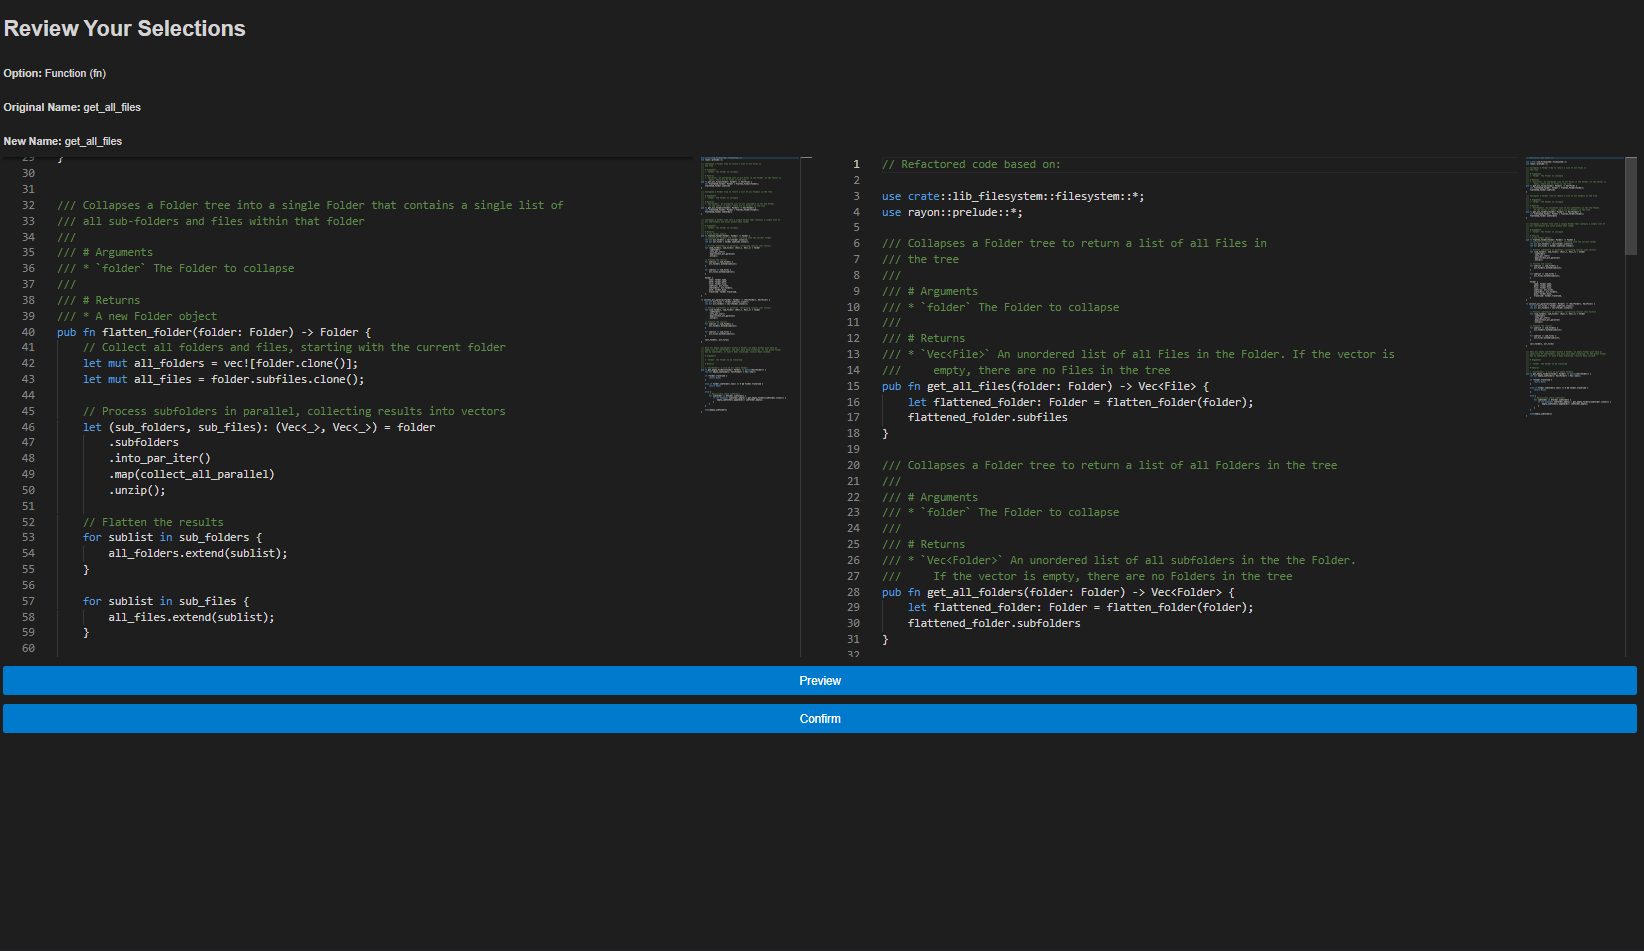 Review Your Selections
Option: Function (fn)
Original Name: get_all_files
New Name: get_all_files
29 }
30
31
32 /// Collapses a Folder tree into a single Folder that contains a single list of
33 /// all sub-folders and files within that folder
34 ///
35 /// # Arguments
36 /// * `folder` The Folder to collapse
37 ///
38 /// # Returns
39 /// * A new Folder object
40 pub fn flatten_folder(folder: Folder) -> Folder {
41 // Collect all folders and files, starting with the current folder
42 let mut all_folders = vec![folder.clone()];
43 let mut all_files = folder.subfiles.clone();
44
45 // Process subfolders in parallel, collecting results into vectors
46 let (sub_folders, sub_files): (Vec<_>, Vec<_>) = folder
47 .subfolders
48 .into_par_iter()
49 .map(collect_all_parallel)
50 .unzip();
51
52 // Flatten the results
53 for sublist in sub_folders {
54 all_folders.extend(sublist);
55 }
56
57 for sublist in sub_files {
58 all_files.extend(sublist);
59 }
60
1 // Refactored code based on:
2
3 use crate::lib_filesystem::filesystem::*;
4 use rayon::prelude::*;
5
6 /// Collapses a Folder tree to return a list of all Files in
7 /// the tree
8 ///
9 /// # Arguments
10 /// * `folder` The Folder to collapse
11 ///
12 /// # Returns
13 /// * `Vec<File>` An unordered list of all Files in the Folder. If the vector is
14 /// empty, there are no Files in the tree
15 pub fn get_all_files(folder: Folder) -> Vec<File> {
16 let flattened_folder: Folder = flatten_folder(folder);
17 flattened_folder.subfiles
18 }
19
20 /// Collapses a Folder tree to return a list of all Folders in the tree
21 ///
22 /// # Arguments
23 /// * `folder` The Folder to collapse
24 ///
25 /// # Returns
26 /// * `Vec<Folder>` An unordered list of all subfolders in the the Folder.
27 /// If the vector is empty, there are no Folders in the tree
28 pub fn get_all_folders(folder: Folder) -> Vec<Folder> {
29 let flattened_folder: Folder = flatten_folder(folder);
30 flattened_folder.subfolders
31 }
32
Preview
Confirm